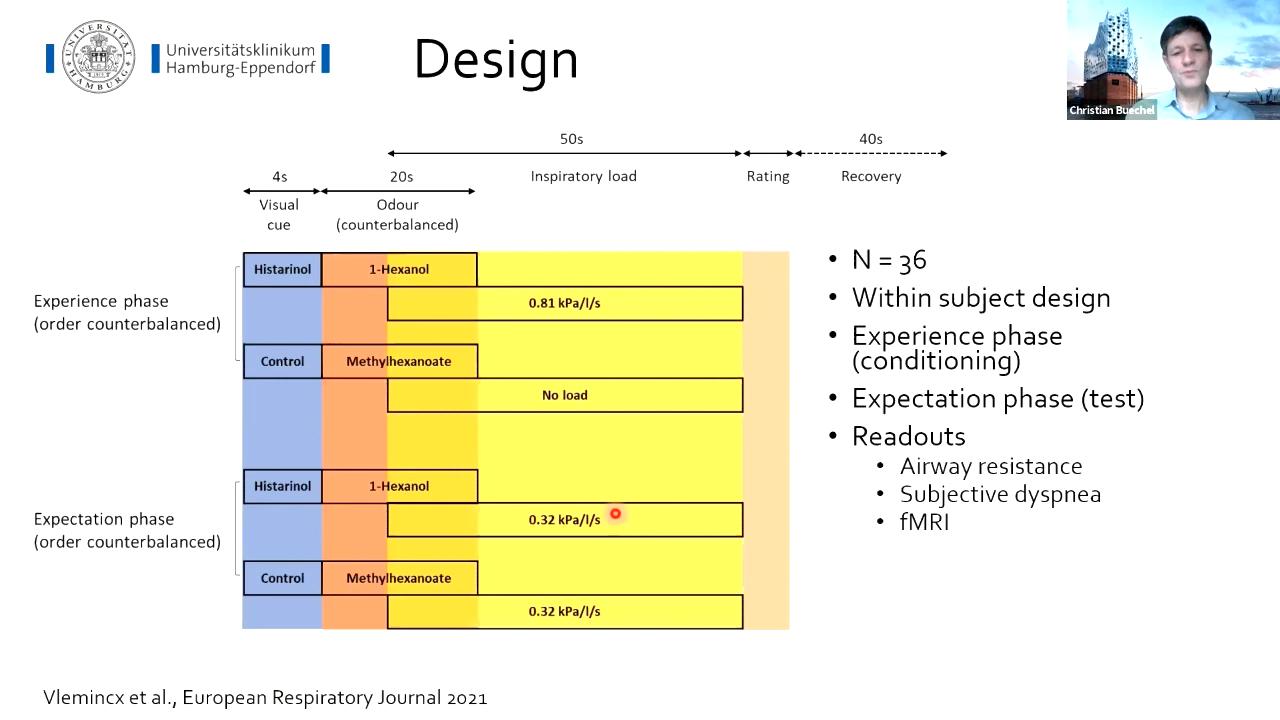 UNIVERSITAT
HAMBURG
Universitätsklinikum
Hamburg-Eppendorf
Design
Christian Buechel
50s
40s
4s
20s
Inspiratory load
Rating
Recovery
Visual
cue
Odour
(counterbalanced)
Experience phase
(order counterbalanced)
Histarinol
1-Hexanol
0.81 kPa/l/s
Control
Methylhexanoate
No load
Expectation phase
(order counterbalanced)
Histarinol
1-Hexanol
0.32 kPa/l/s
Control
Methylhexanoate
0.32 kPa/l/s
• N = 36
• Within subject design
• Experience phase
(conditioning)
• Expectation phase (test)
• Readouts
• Airway resistance
• Subjective dyspnea
• fMRI
Vlemincx et al., European Respiratory Journal 2021